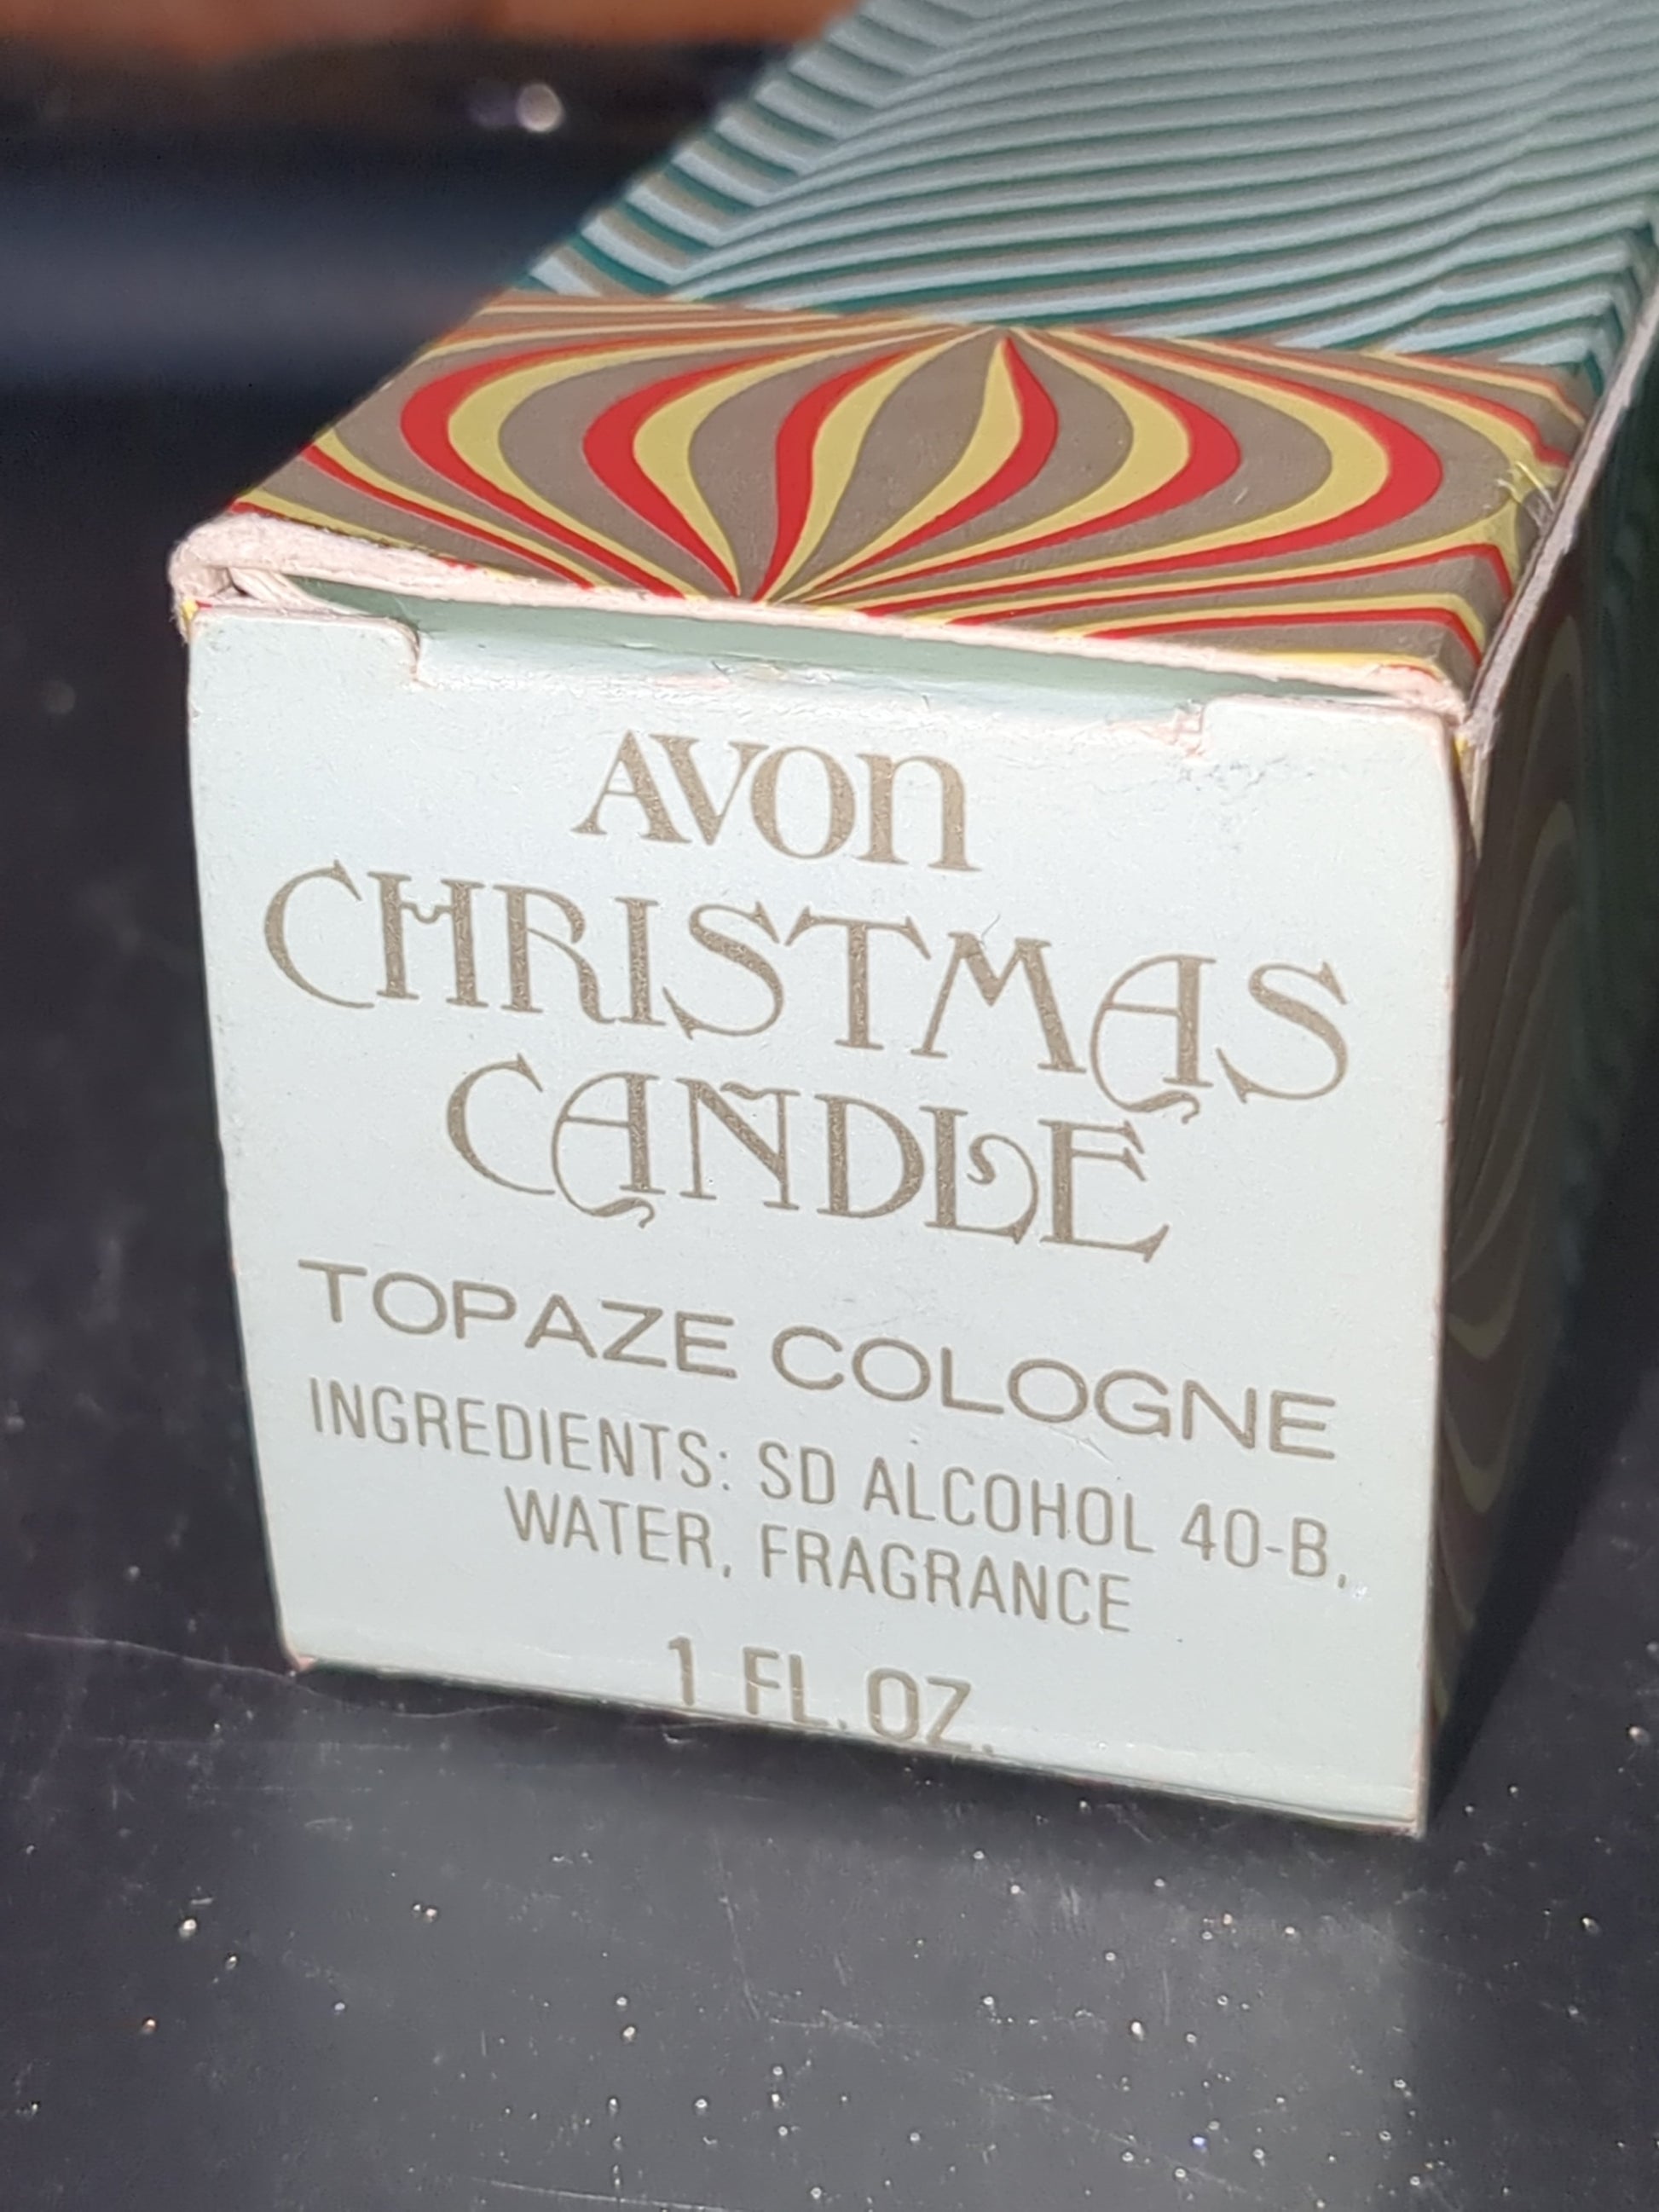 AVON
CHRISTMAS
CANDLE
TOPAZE COLOGNE
INGREDIENTS: SD ALCOHOL 40-B,
WATER, FRAGRANCE
1 FL. OZ.